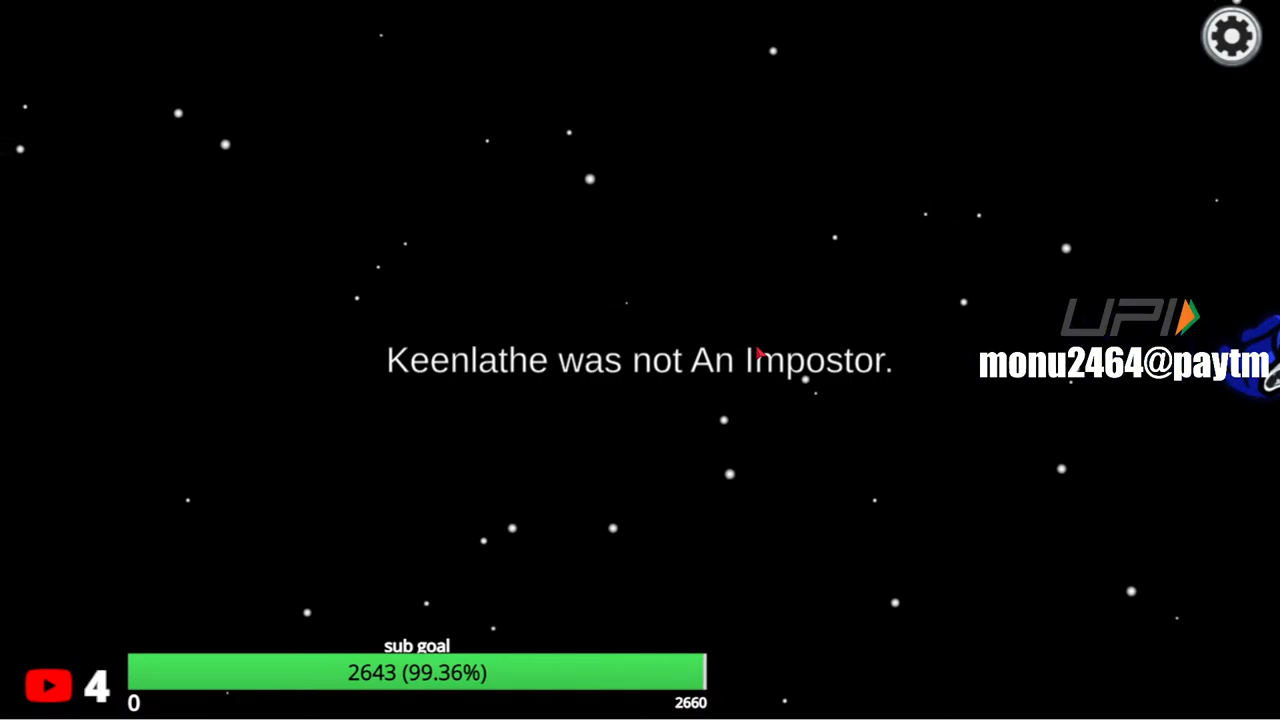 UPI
Keenlathe was not An Impostor.
monu2464@paytm
sub goal
2643 (99.36%)
4
0
2660